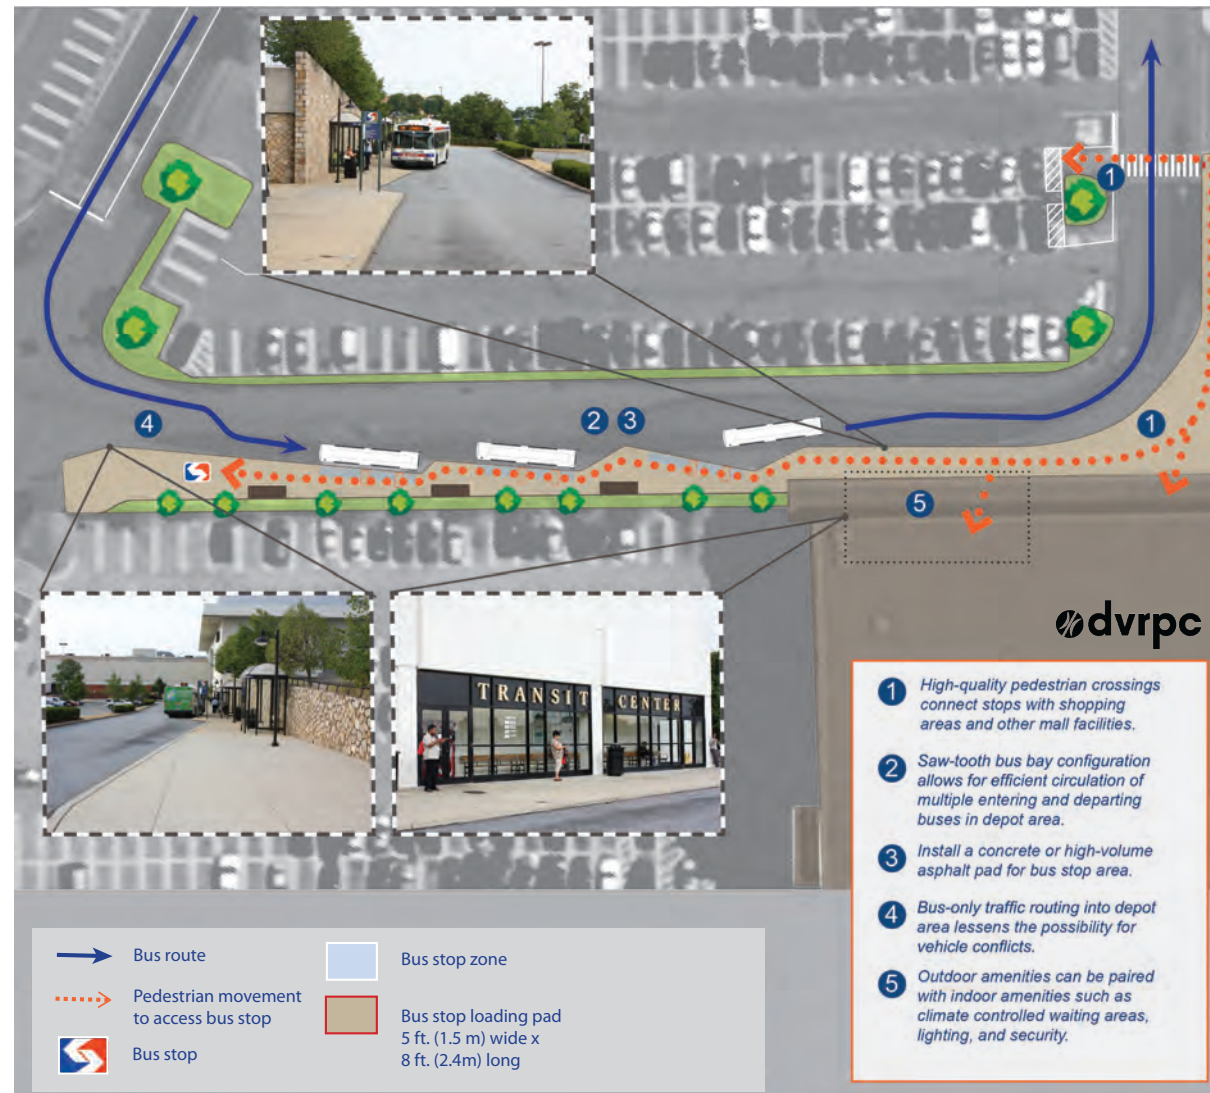 1
4
2
3
1
5
TRANSIT CENTER
dvrpc
1 High-quality pedestrian crossings
connect stops with shopping
areas and other mall facilities.
2 Saw-tooth bus bay configuration
allows for efficient circulation of
multiple entering and departing
buses in depot area.
3 Install a concrete or high-volume
asphalt pad for bus stop area.
4 Bus-only traffic routing into depot
area lessens the possibility for
vehicle conflicts.
5 Outdoor amenities can be paired
with indoor amenities such as
climate controlled waiting areas,
lighting, and security.
Bus route
Pedestrian movement
to access bus stop
Bus stop
Bus stop zone
Bus stop loading pad
5 ft. (1.5 m) wide x
8 ft. (2.4m) long